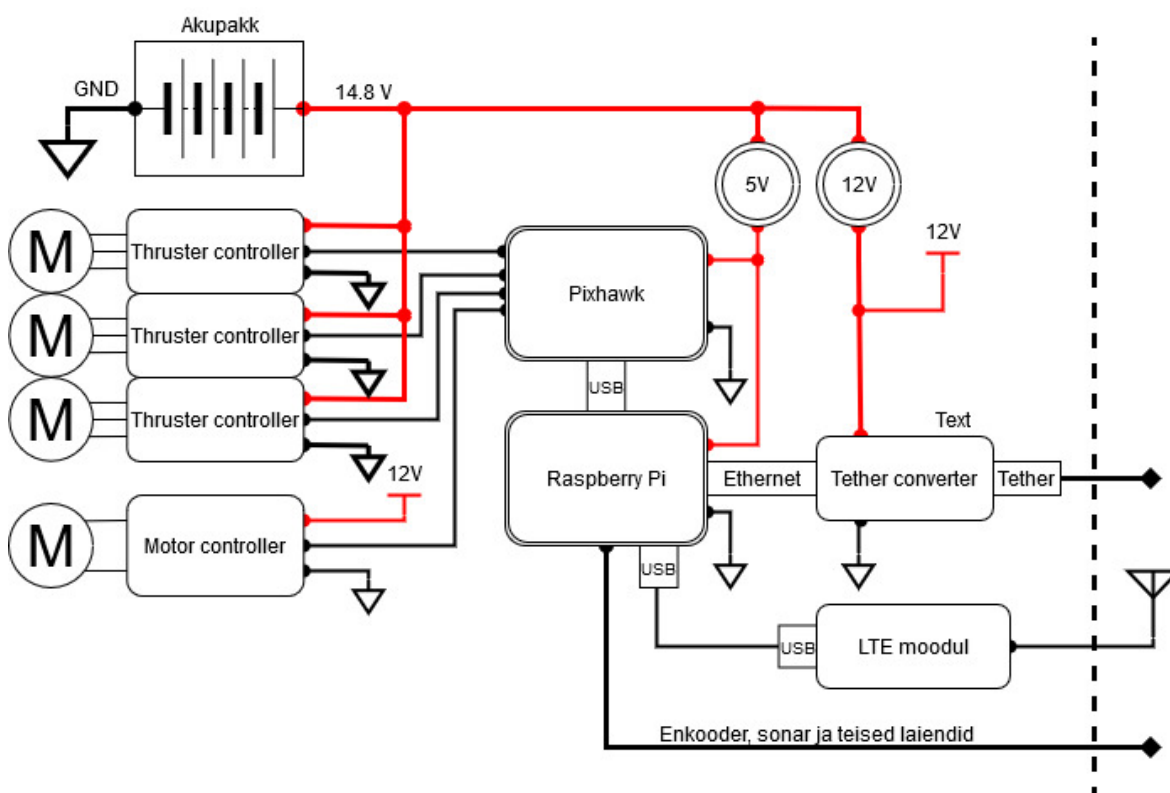 Akupakk
GND
14.8 V
5V
12V
M
Thruster controller
12V
Pixhawk
M
Thruster controller
USB
M
Thruster controller
Text
12V
Raspberry Pi
Ethernet
Tether converter
Tether
M
Motor controller
USB
USB
LTE moodul
Enkooder, sonar ja teised laiendid